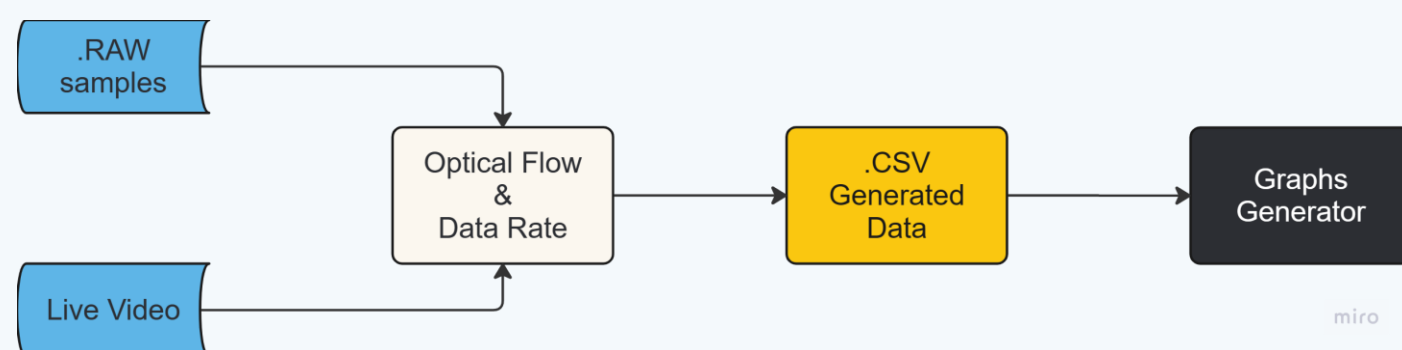 .RAW
samples
Optical Flow
&
Data Rate
.CSV
Generated
Data
Graphs
Generator
Live Video
miro